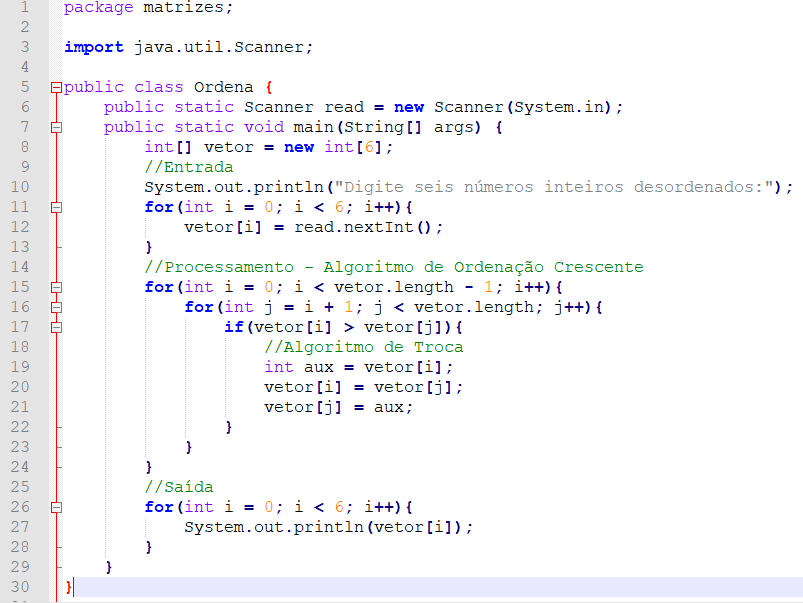 1 package matrizes;
2
3 import java.util.Scanner;
4
5 public class Ordena {
6     public static Scanner read = new Scanner(System.in);
7     public static void main(String[] args) {
8         int[] vetor = new int[6];
9         //Entrada
10         System.out.println("Digite seis números inteiros desordenados:");
11         for(int i = 0; i < 6; i++){
12             vetor[i] = read.nextInt();
13         }
14         //Processamento - Algoritmo de Ordenação Crescente
15         for(int i = 0; i < vetor.length - 1; i++){
16             for(int j = i + 1; j < vetor.length; j++){
17                 if(vetor[i] > vetor[j]){
18                     //Algoritmo de Troca
19                     int aux = vetor[i];
20                     vetor[i] = vetor[j];
21                     vetor[j] = aux;
22                 }
23             }
24         }
25         //Saída
26         for(int i = 0; i < 6; i++){
27             System.out.println(vetor[i]);
28         }
29     }
30 }